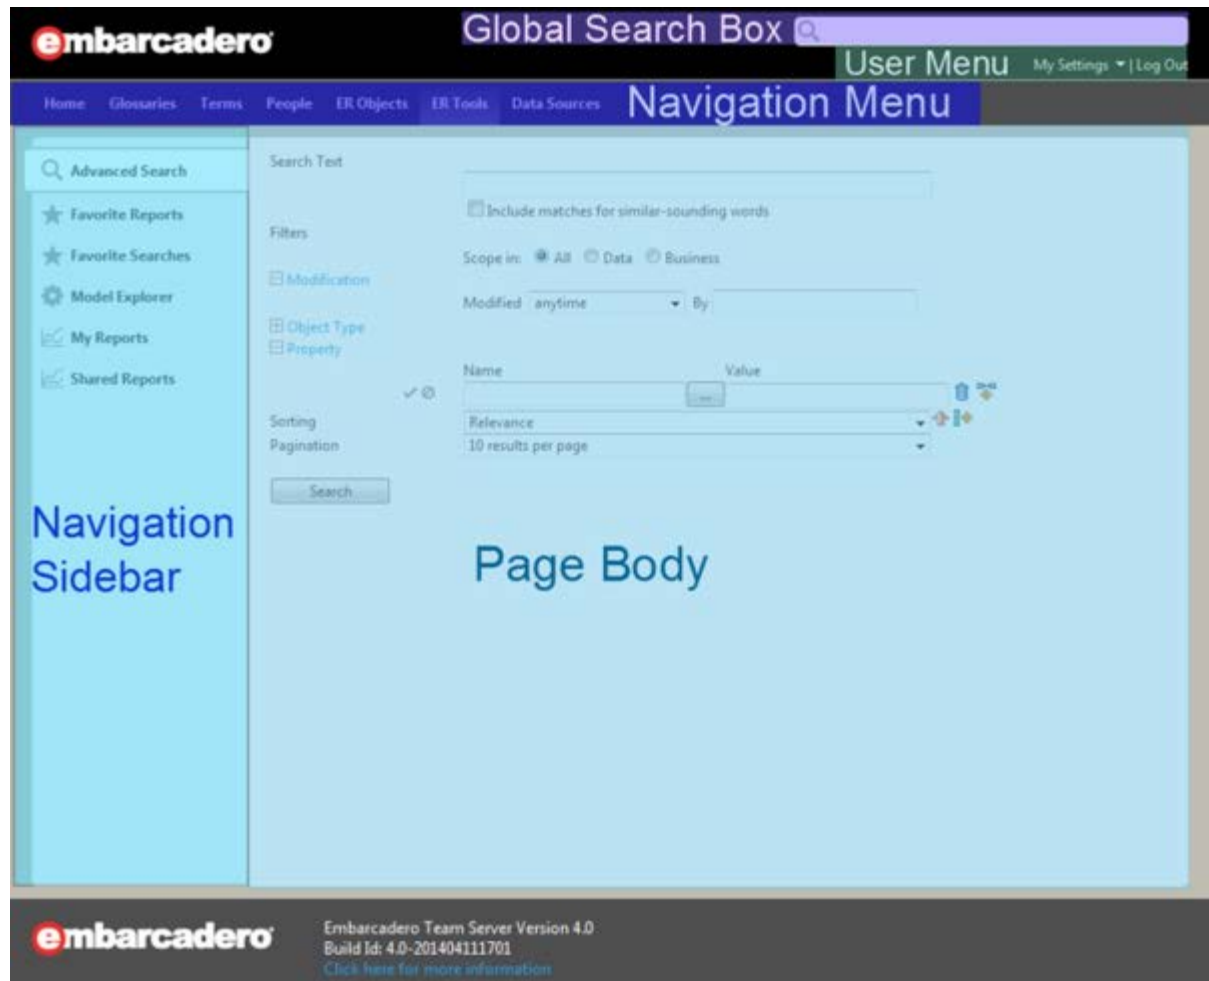 embarcadero
Global Search Box
User Menu My Settings | Log Out
Home Glossaries Terms People ER Objects ER Tools Data Sources Navigation Menu
Advanced Search
Favorite Reports
Favorite Searches
Model Explorer
My Reports
Shared Reports
Navigation
Sidebar
Search Text
Include matches for similar-sounding words
Filters
Scope in: All Data Business
Modification
Modified anytime By
Object Type
Property
Name Value
...
Sorting Relevance
Pagination 10 results per page
Search
Page Body
embarcadero
Embarcadero Team Server Version 4.0
Build Id: 4.0-201404111701
Click here for more information